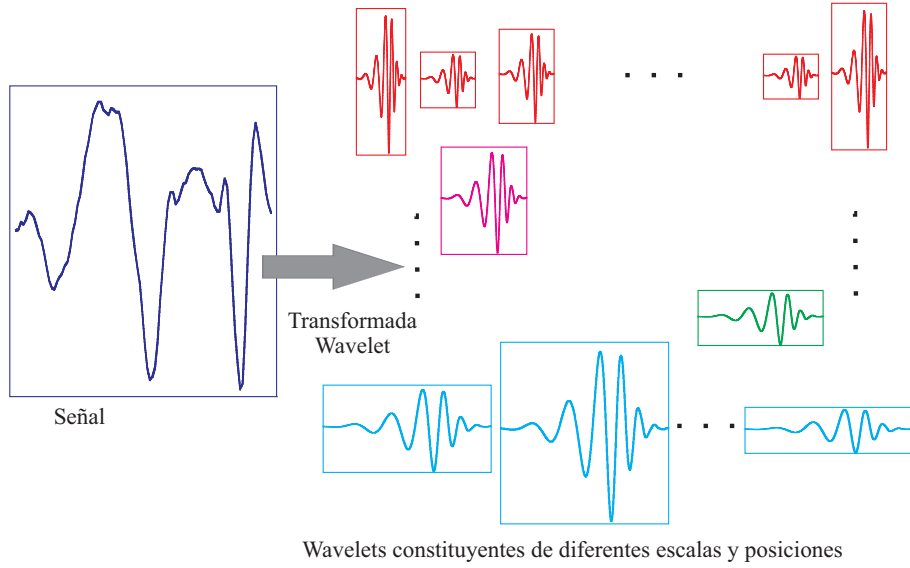 Señal
Transformada
Wavelet
Wavelets constituyentes de diferentes escalas y posiciones